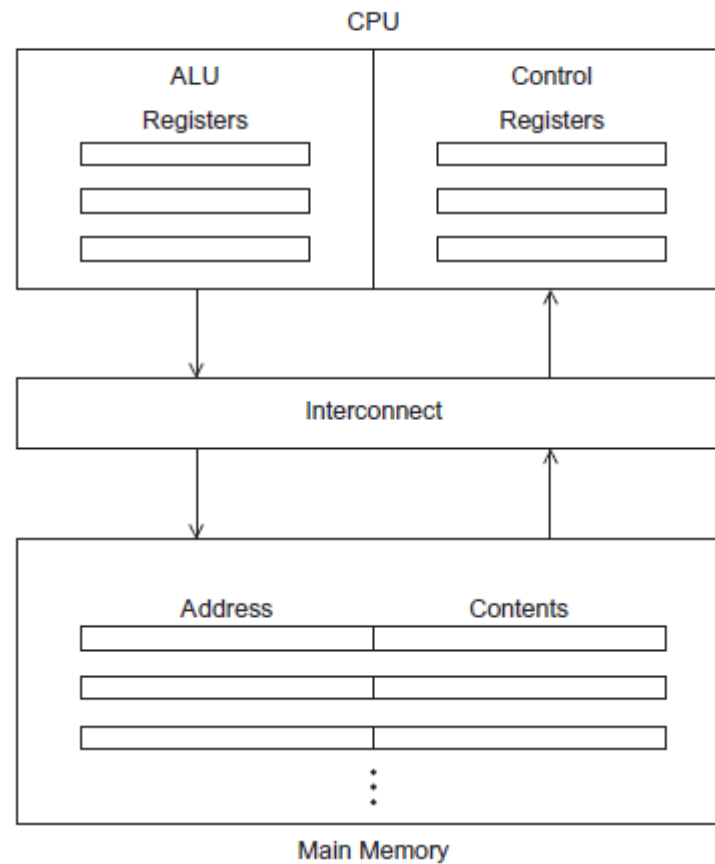 CPU
ALU
Control
Registers
Registers
Interconnect
Address
Contents
Main Memory